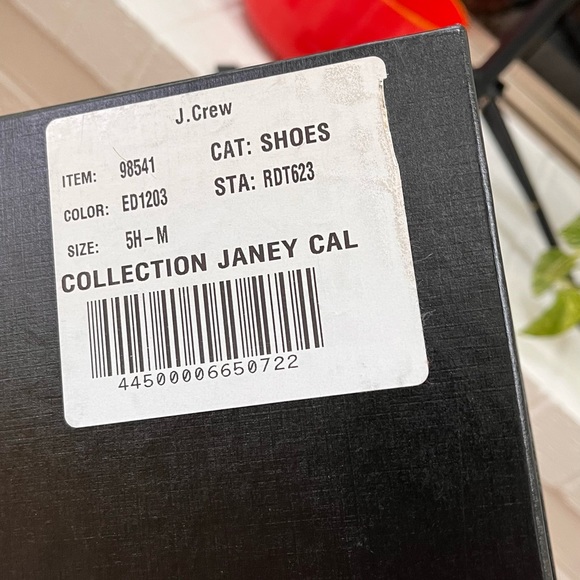 J.Crew
ITEM: 98541 CAT: SHOES
COLOR: ED1203 STA: RDT623
SIZE: 5H-M
COLLECTION JANEY CAL
44500006650722